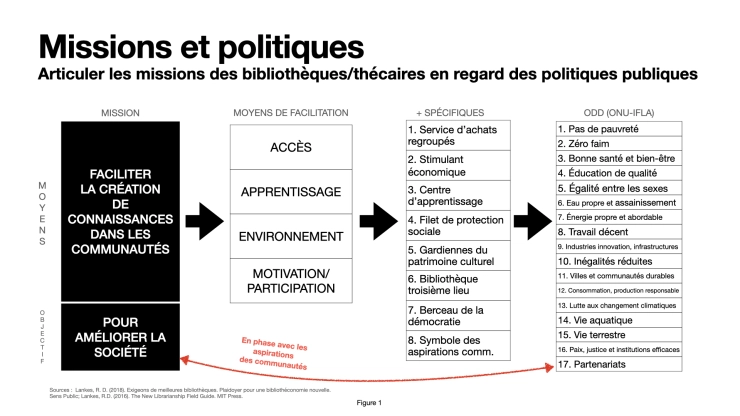 Missions et politiques
Articuler les missions des bibliothèques/thécaires en regard des politiques publiques
MISSION
MOYENS DE FACILITATION
+ SPÉCIFIQUES
ODD (ONU-IFLA)
MOYENS
FACILITER
LA CRÉATION
DE
CONNAISSANCES
DANS LES
COMMUNAUTÉS
ACCÈS
APPRENTISSAGE
ENVIRONNEMENT
MOTIVATION/
PARTICIPATION
1. Service d'achats
regroupés
2. Stimulant
économique
3. Centre
d'apprentissage
4. Filet de protection
sociale
5. Gardiennes du
patrimoine culturel
6. Bibliothèque
troisième lieu
7. Berceau de la
démocratie
8. Symbole des
aspirations comm.
1. Pas de pauvreté
2. Zéro faim
3. Bonne santé et bien-être
4. Éducation de qualité
5. Égalité entre les sexes
6. Eau propre et assainissement
7. Énergie propre et abordable
8. Travail décent
9. Industries innovation, infrastructures
10. Inégalités réduites
11. Villes et communautés durables
12. Consommation, production responsable
13. Lutte aux changement climatiques
14. Vie aquatique
15. Vie terrestre
16. Paix, justice et institutions efficaces
17. Partenariats
OBJECTIF
POUR
AMÉLIORER LA
SOCIÉTÉ
En phase avec les
aspirations
des communautés
Sources : Lankes, R. D. (2018). Exigeons de meilleures bibliothèques. Plaidoyer pour une bibliothéconomie nouvelle.
Sens Public; Lankes, R.D. (2016). The New Librarianship Field Guide. MIT Press.
Figure 1